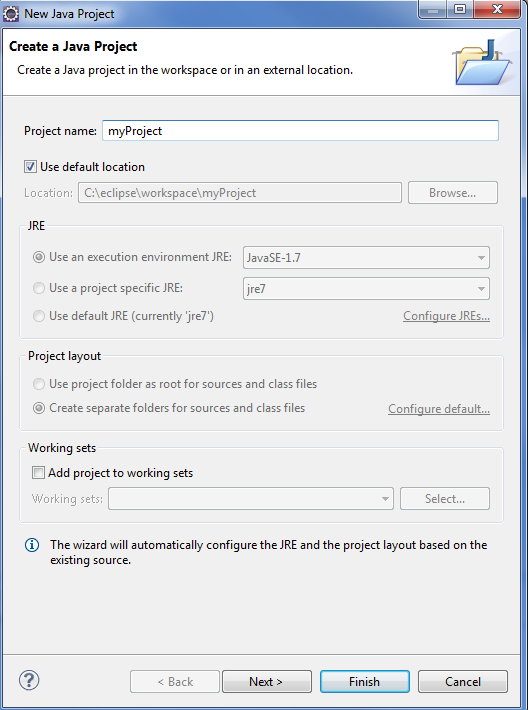 New Java Project
Create a Java Project
Create a Java project in the workspace or in an external location.
Project name: myProject
Use default location
Location: C:\eclipse\workspace\myProject Browse...
JRE
Use an execution environment JRE: JavaSE-1.7
Use a project specific JRE: jre7
Use default JRE (currently 'jre7') Configure JREs...
Project layout
Use project folder as root for sources and class files
Create separate folders for sources and class files Configure default...
Working sets
Add project to working sets
Working sets: Select...
The wizard will automatically configure the JRE and the project layout based on the
existing source.
? < Back Next > Finish Cancel